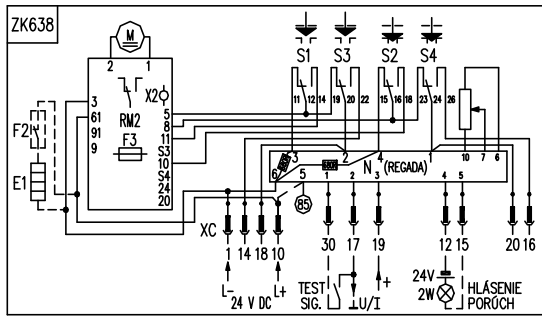 ZK638
M
2 1
S1 S3 S2 S4
X2
RM2
F3
3
61
91
9
5
8
11
S3
10
S4
24
20
F2
E1
11 12 14 19 20 22 15 16 18 23 24 26
10 7 6
3 2 4 1
N (REGADA)
6 5 1 2 3 4 5
85
XC
1 14 18 10 30 17 19 12 15 20 16
L- L+
24 V DC
TEST
SIG.
U/I
+
24V
2W
HLÁSENIE
PORÚCH